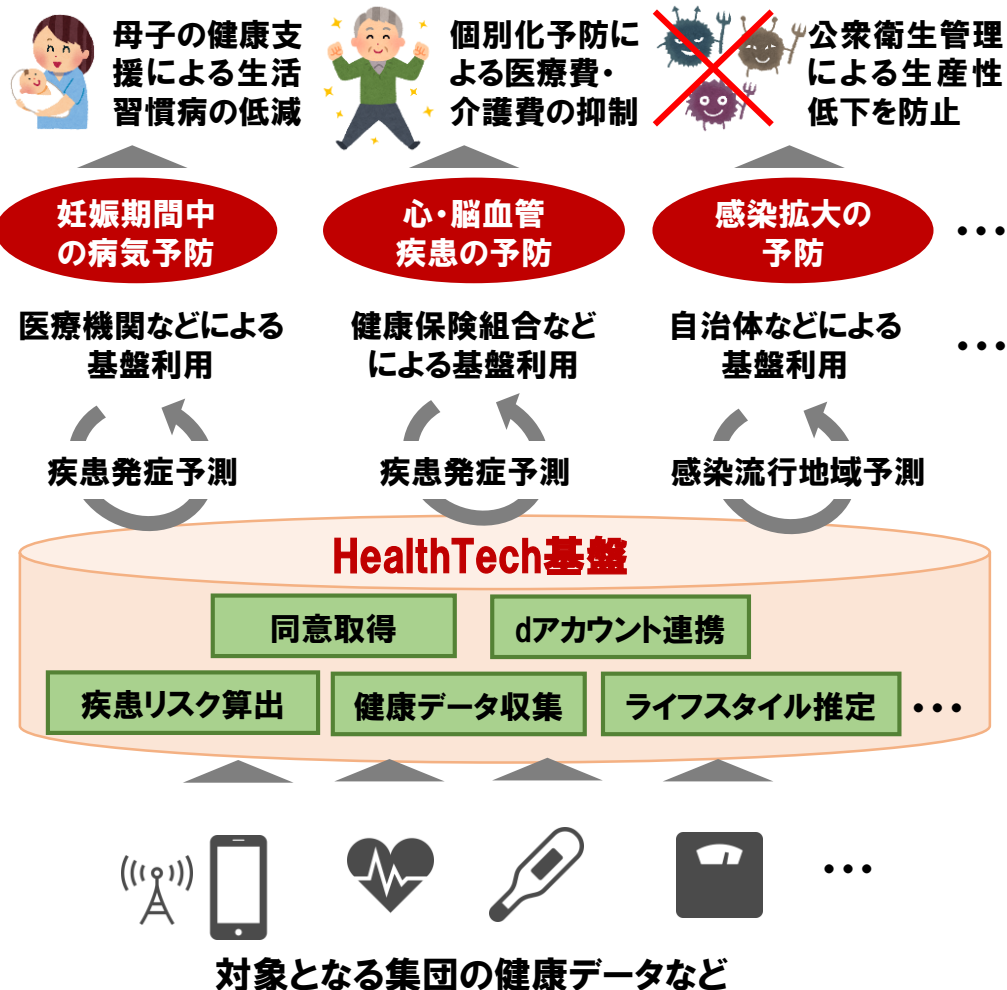 母子の健康支
援による生活
習慣病の低減
個別化予防に
よる医療費・
介護費の抑制
公衆衛生管理
による生産性
低下を防止
妊娠期間中
の病気予防
心・脳血管
疾患の予防
感染拡大の
予防
…
医療機関などによる
基盤利用
健康保険組合など
による基盤利用
自治体などによる
基盤利用
…
疾患発症予測
疾患発症予測
感染流行地域予測
HealthTech基盤
同意取得
dアカウント連携
疾患リスク算出
健康データ収集
ライフスタイル推定
…
…
対象となる集団の健康データなど